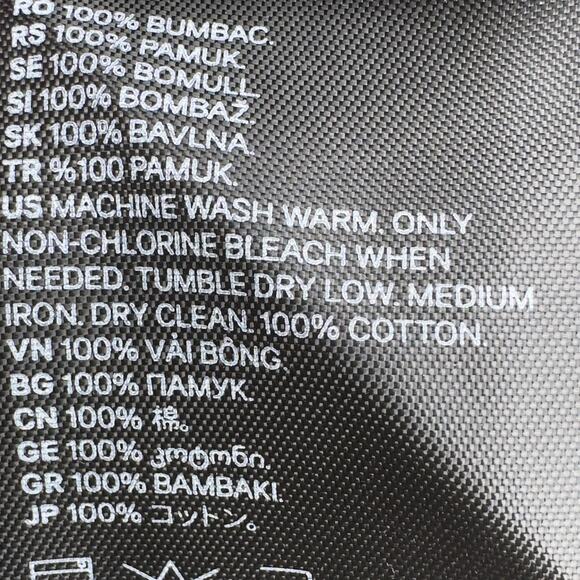 RO 100% BUMBAC.
RS 100% PAMUK.
SE 100% BOMULL.
SI 100% BOMBAŽ.
SK 100% BAVLNA.
TR %100 PAMUK.
US MACHINE WASH WARM. ONLY
NON-CHLORINE BLEACH WHEN
NEEDED. TUMBLE DRY LOW. MEDIUM
IRON. DRY CLEAN. 100% COTTON.
VN 100% VẢI BÔNG.
BG 100% ПАМУК.
CN 100% 棉。
GE 100% კოტონი.
GR 100% ΒΑΜΒΑΚΙ.
JP 100% コットン。